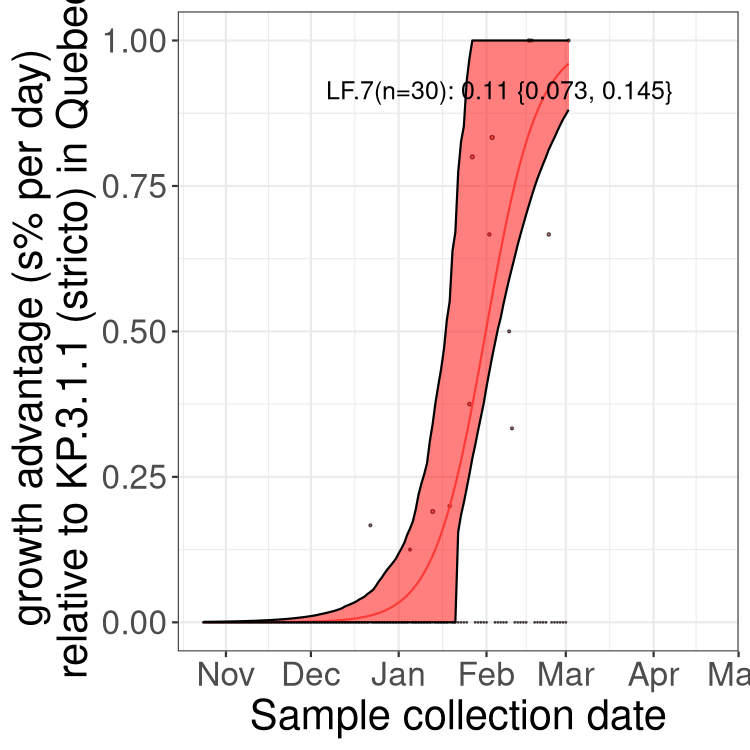 growth advantage (s% per day)
relative to KP.3.1.1 (stricto) in Quebec
1.00
0.75
0.50
0.25
0.00
LF.7(n=30): 0.11 {0.073, 0.145}
Nov Dec Jan Feb Mar Apr Ma
Sample collection date